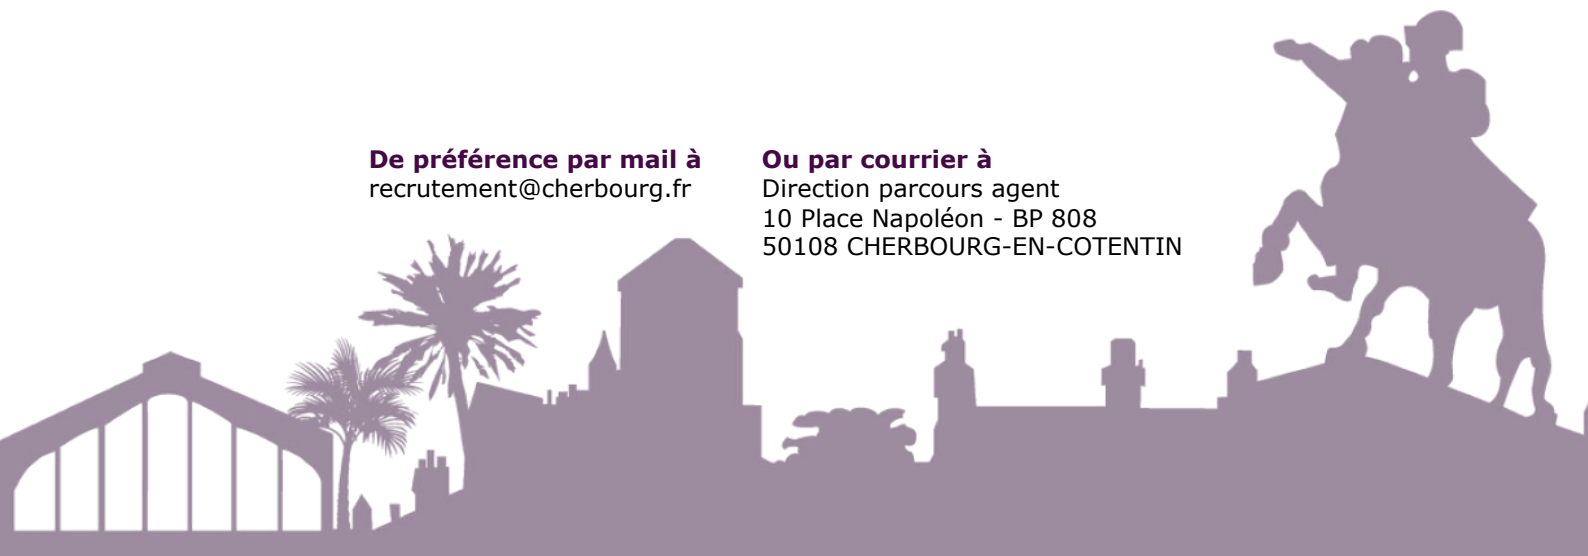 De préférence par mail à
recrutement@cherbourg.fr
Ou par courrier à
Direction parcours agent
10 Place Napoléon - BP 808
50108 CHERBOURG-EN-COTENTIN